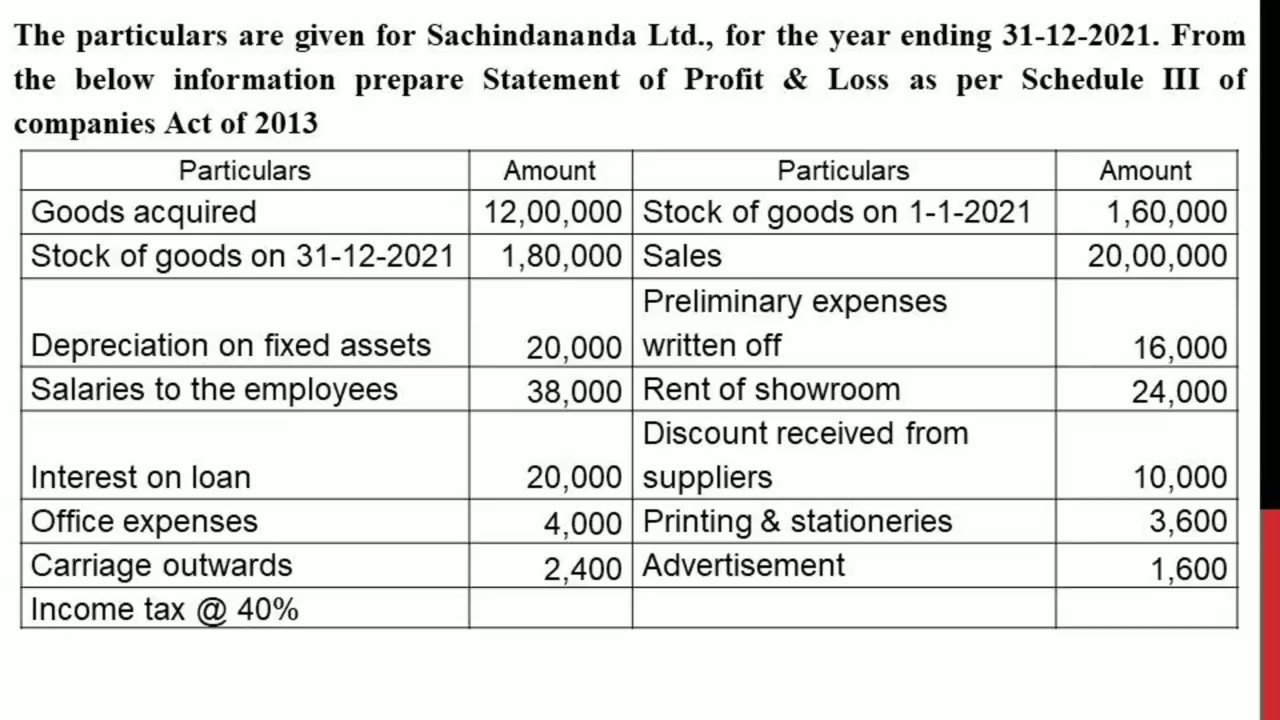 The particulars are given for Sachindananda Ltd., for the year ending 31-12-2021. From
the below information prepare Statement of Profit & Loss as per Schedule III of
companies Act of 2013
Particulars Amount Particulars Amount
Goods acquired 12,00,000 Stock of goods on 1-1-2021 1,60,000
Stock of goods on 31-12-2021 1,80,000 Sales 20,00,000
Preliminary expenses
Depreciation on fixed assets 20,000 written off 16,000
Salaries to the employees 38,000 Rent of showroom 24,000
Discount received from
Interest on loan 20,000 suppliers 10,000
Office expenses 4,000 Printing & stationeries 3,600
Carriage outwards 2,400 Advertisement 1,600
Income tax @ 40%